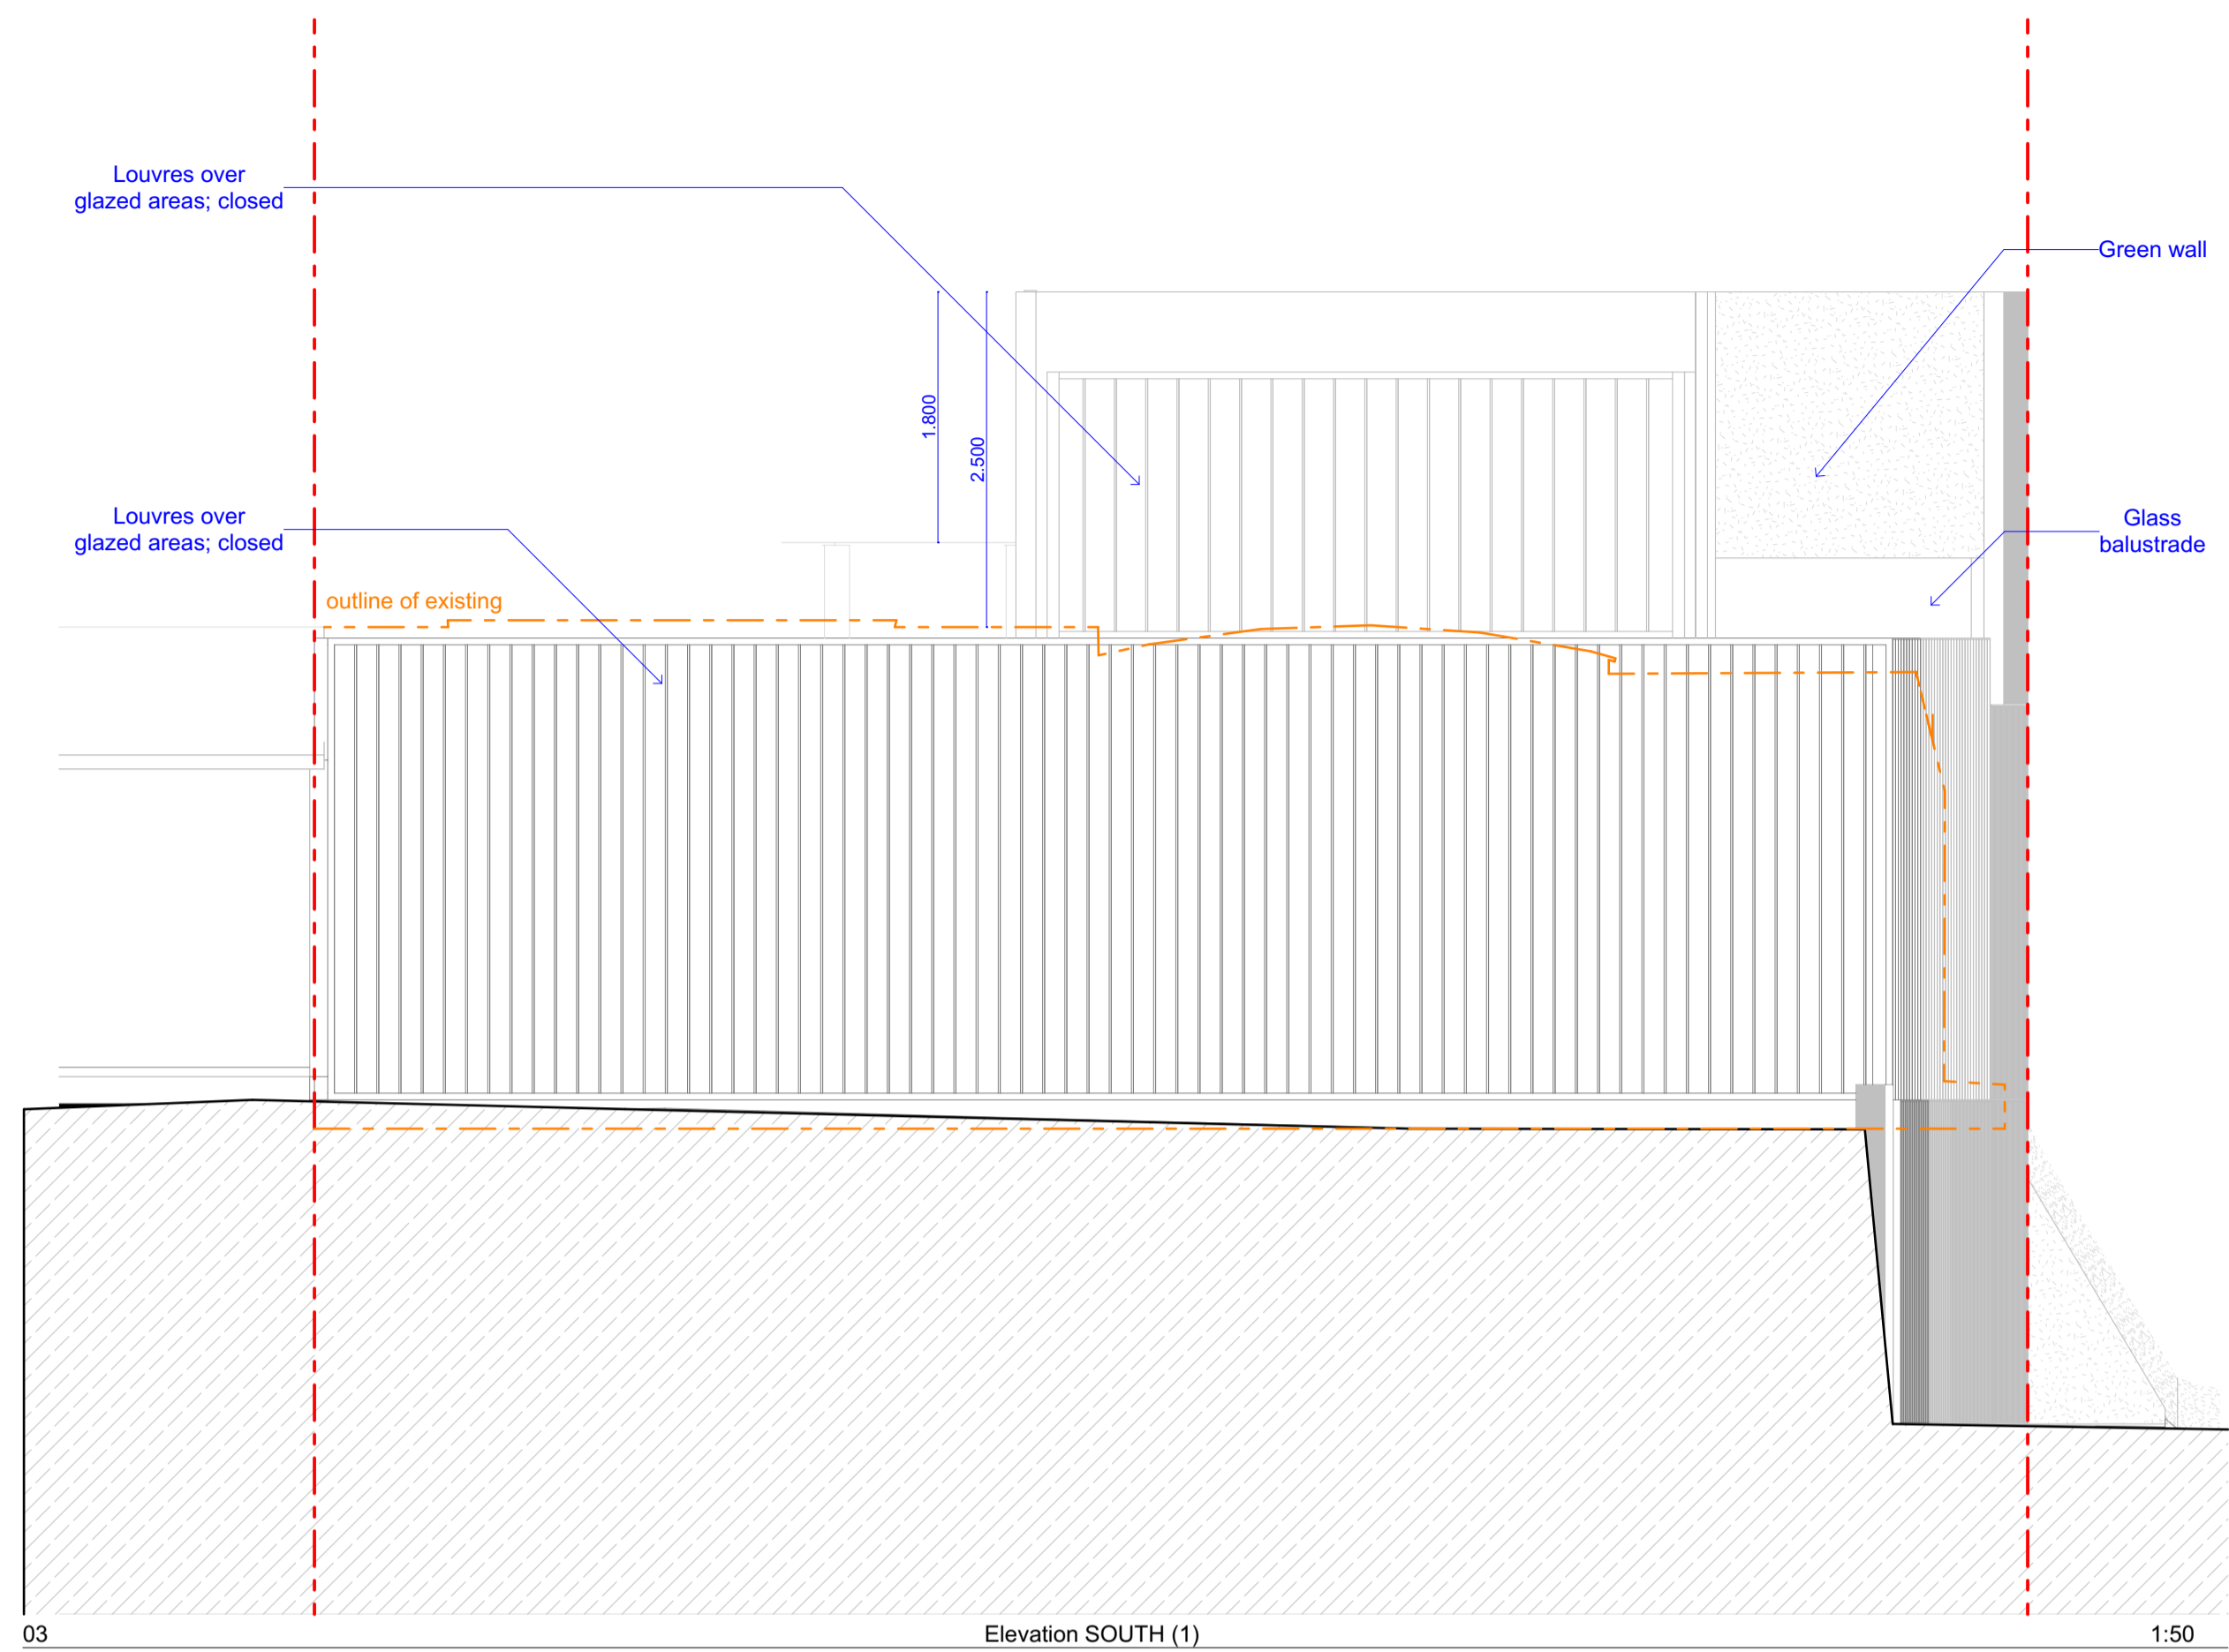 Louvres over
glazed areas; closed
Green wall
1.800
2.500
Louvres over
glazed areas; closed
Glass
balustrade
outline of existing
03
Elevation SOUTH (1)
1:50